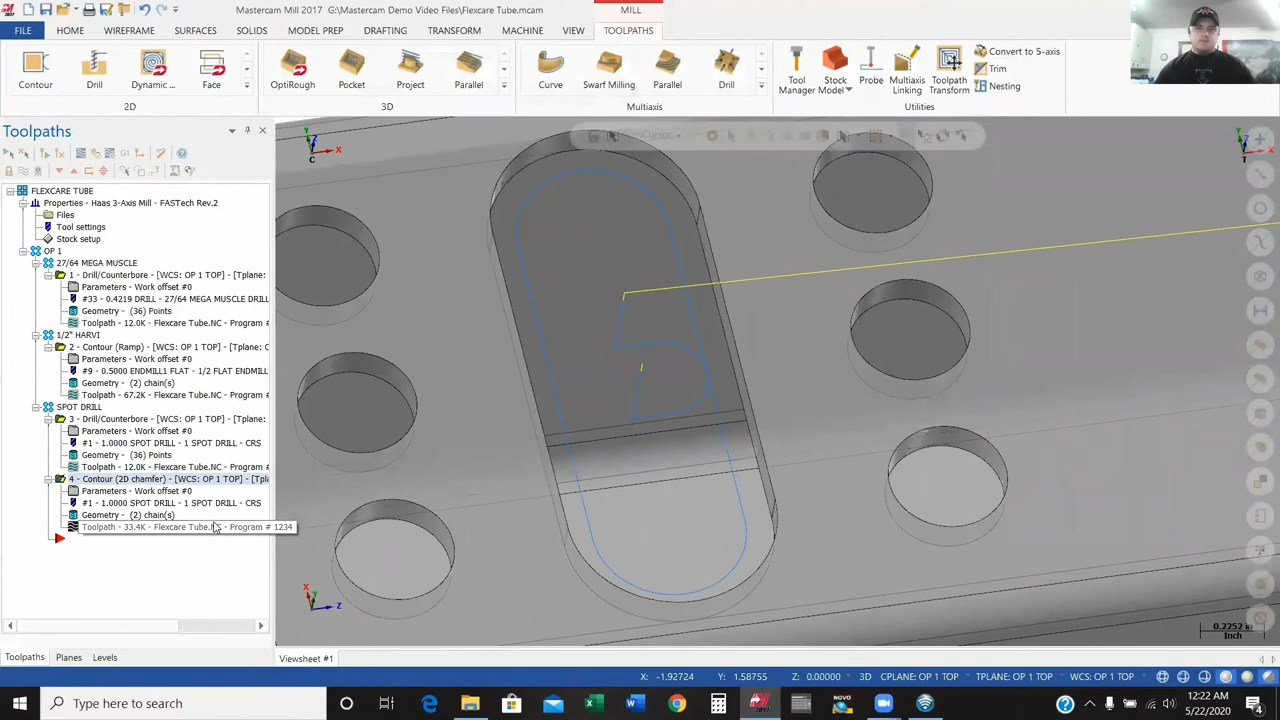 Mastercam Mill 2017 G:\Mastercam Demo Video Files\Flexcare Tube.mcam
MILL
FILE HOME WIREFRAME SURFACES SOLIDS MODEL PREP DRAFTING TRANSFORM MACHINE VIEW TOOLPATHS
Contour Drill Dynamic ... Face
OptiRough Pocket Project Parallel
Curve Swarf Milling Parallel Drill
Tool Manager Stock Model Probe Multiaxis Linking Toolpath Transform
Convert to 5-axis
Trim
Nesting
2D 3D Multiaxis Utilities
Toolpaths
FLEXCARE TUBE
Properties - Haas 3-Axis Mill - FASTech Rev.2
Files
Tool settings
Stock setup
OP 1
27/64 MEGA MUSCLE
1 - Drill/Counterbore - [WCS: OP 1 TOP] - [Tplane:
Parameters - Work offset #0
#33 - 0.4219 DRILL - 27/64 MEGA MUSCLE DRILL
Geometry - (36) Points
Toolpath - 12.0K - Flexcare Tube.NC - Program #
1/2" HARVI
2 - Contour (Ramp) - [WCS: OP 1 TOP] - [Tplane: C
Parameters - Work offset #0
#9 - 0.5000 ENDMILL1 FLAT - 1/2 FLAT ENDMILL
Geometry - (2) chain(s)
Toolpath - 67.2K - Flexcare Tube.NC - Program #
SPOT DRILL
3 - Drill/Counterbore - [WCS: OP 1 TOP] - [Tplane:
Parameters - Work offset #0
#1 - 1.0000 SPOT DRILL - 1 SPOT DRILL - CRS
Geometry - (36) Points
Toolpath - 12.0K - Flexcare Tube.NC - Program #
4 - Contour (2D chamfer) - [WCS: OP 1 TOP] - [Tpla
Parameters - Work offset #0
#1 - 1.0000 SPOT DRILL - 1 SPOT DRILL - CRS
Geometry - (2) chain(s)
Toolpath - 33.4K - Flexcare Tube. - Program # 1234
Y Z X
C
Y Z X
T
X Y Z
0.2252 in
Inch
Toolpaths Planes Levels
Viewsheet #1
X: -1.92724 Y: 1.58755 Z: 0.00000 3D CPLANE: OP 1 TOP TPLANE: OP 1 TOP WCS: OP 1 TOP
Type here to search
12:22 AM
5/22/2020